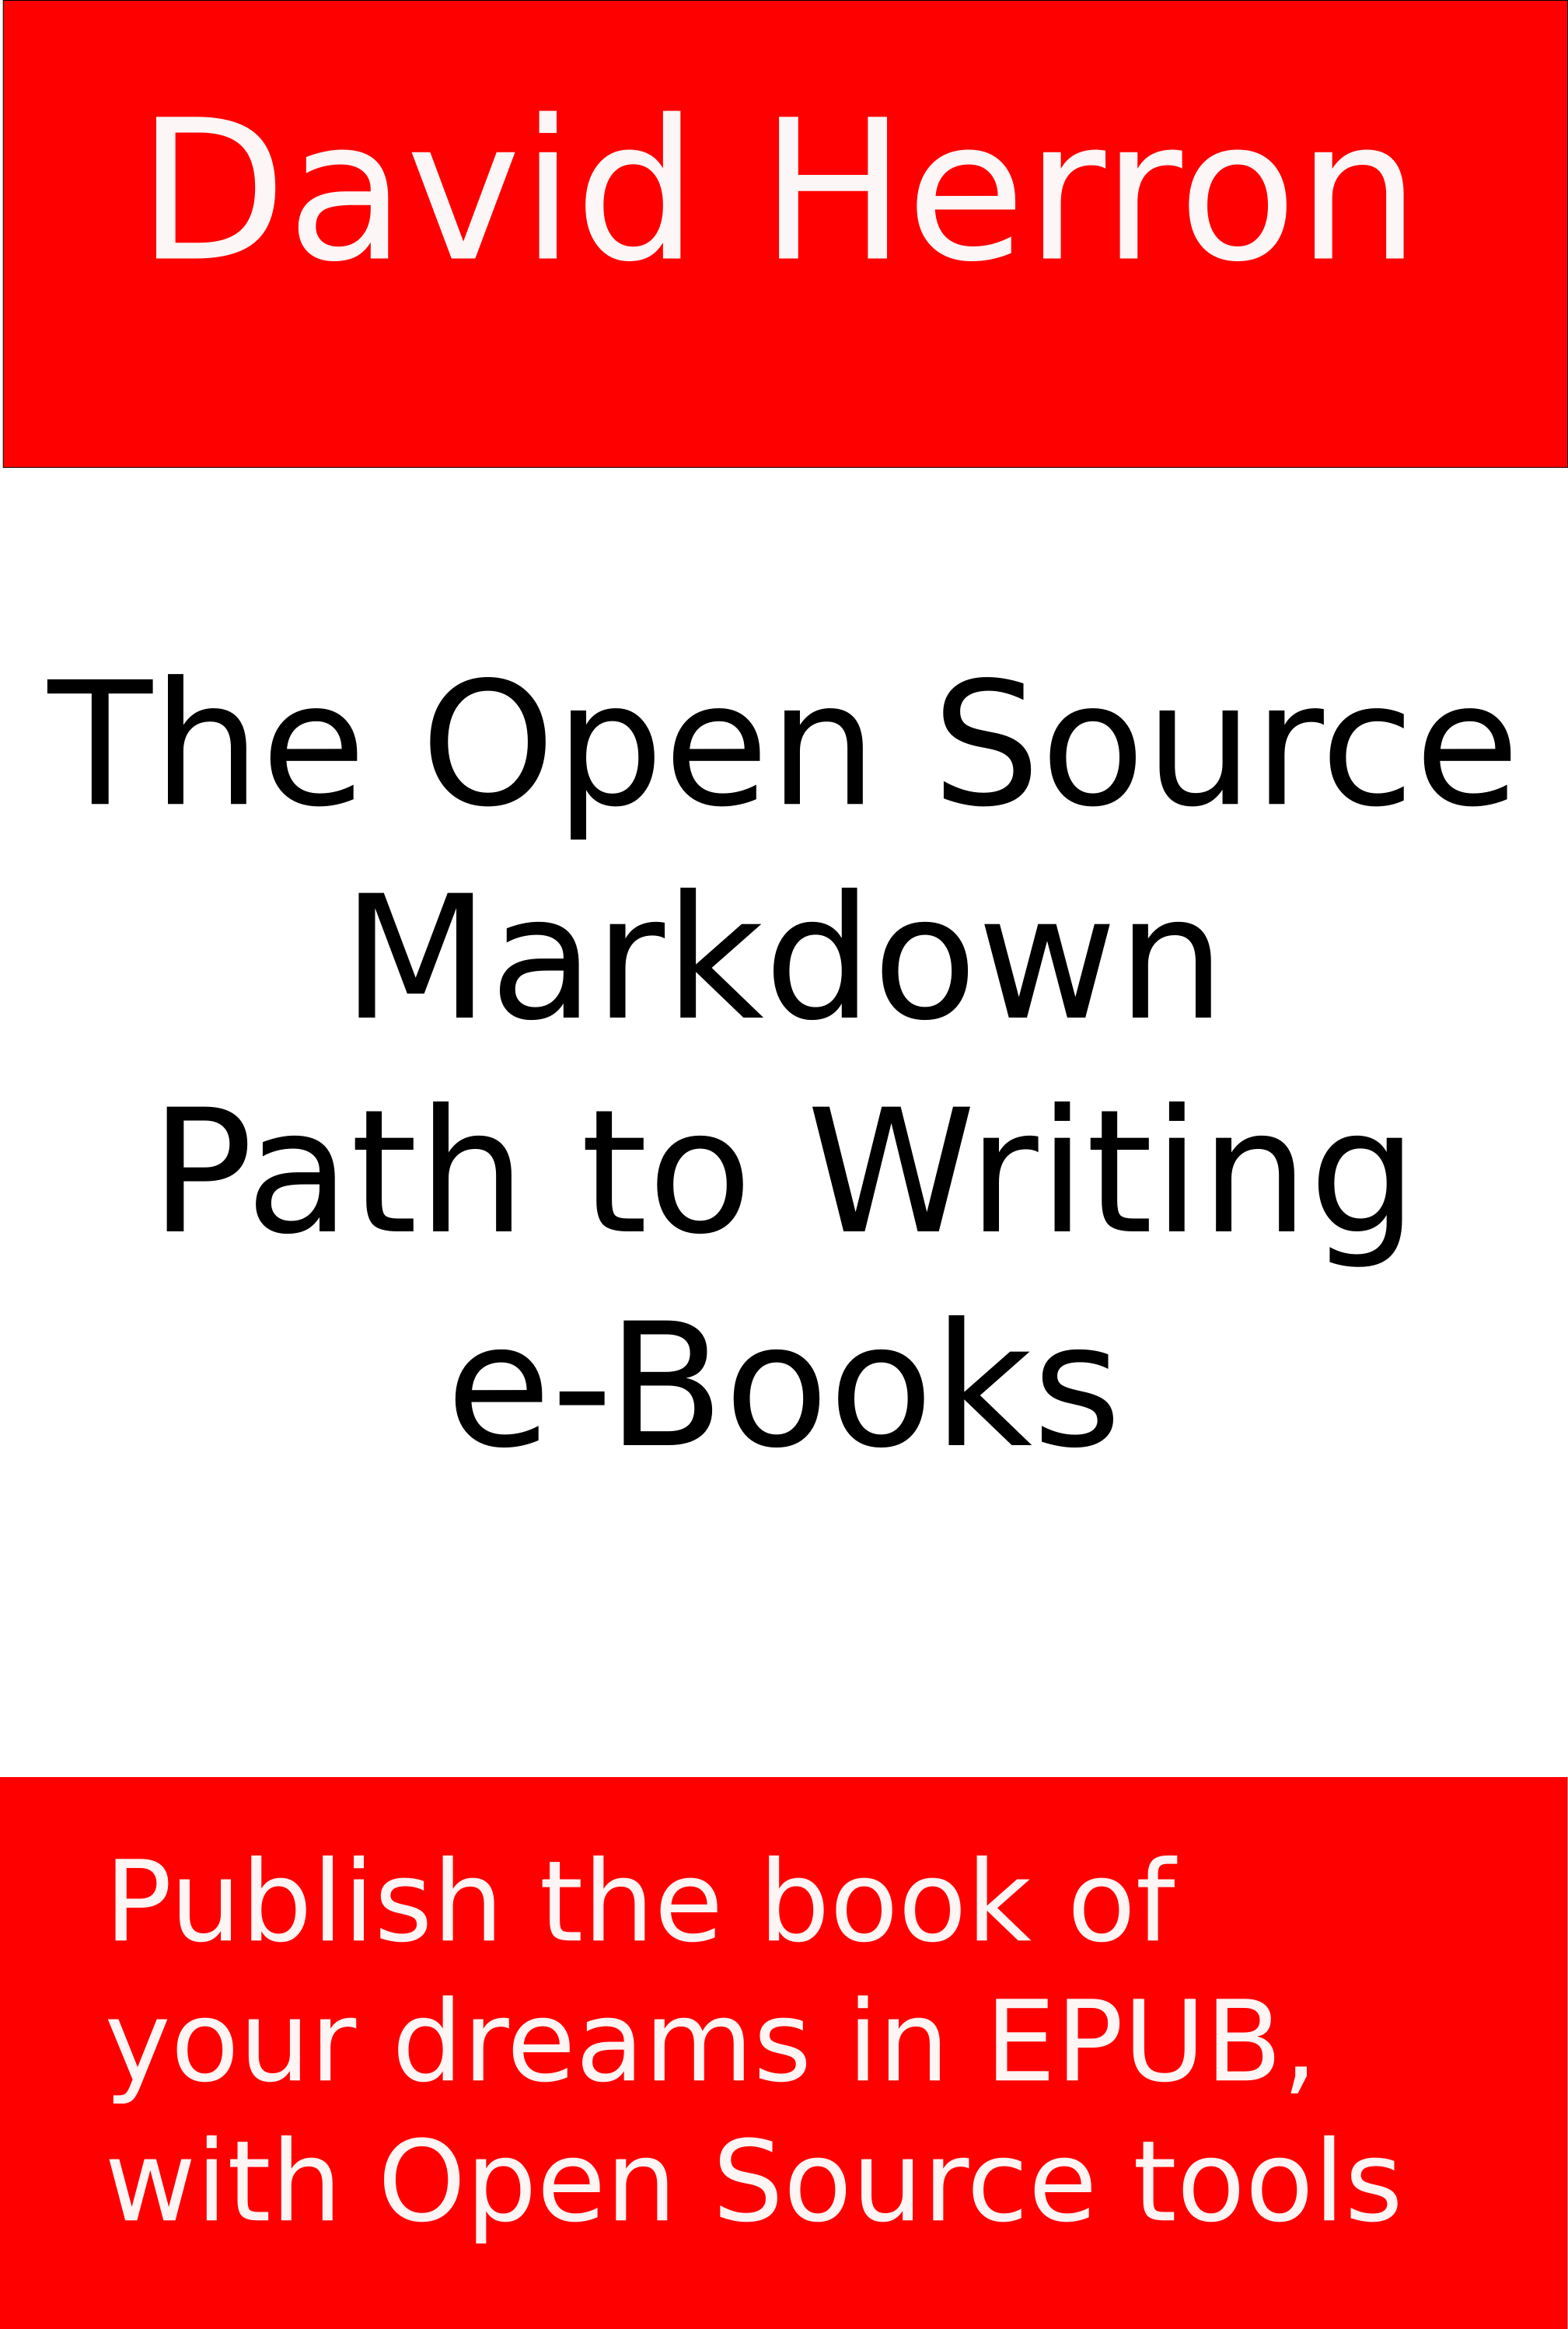 David Herron
The Open Source
Markdown
Path to Writing
e-Books
Publish the book of
your dreams in EPUB,
with Open Source tools